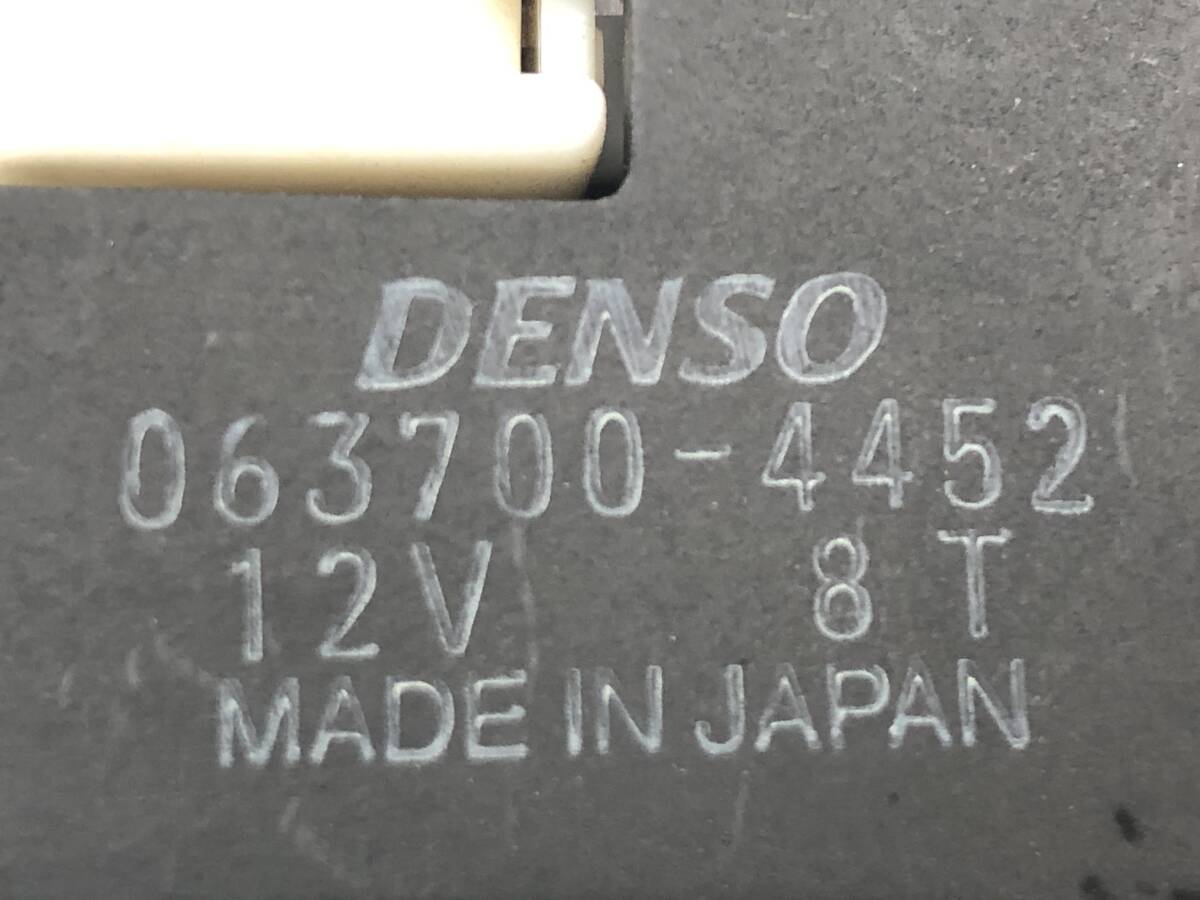 DENSO
063700-4452
12V 8T
MADE IN JAPAN